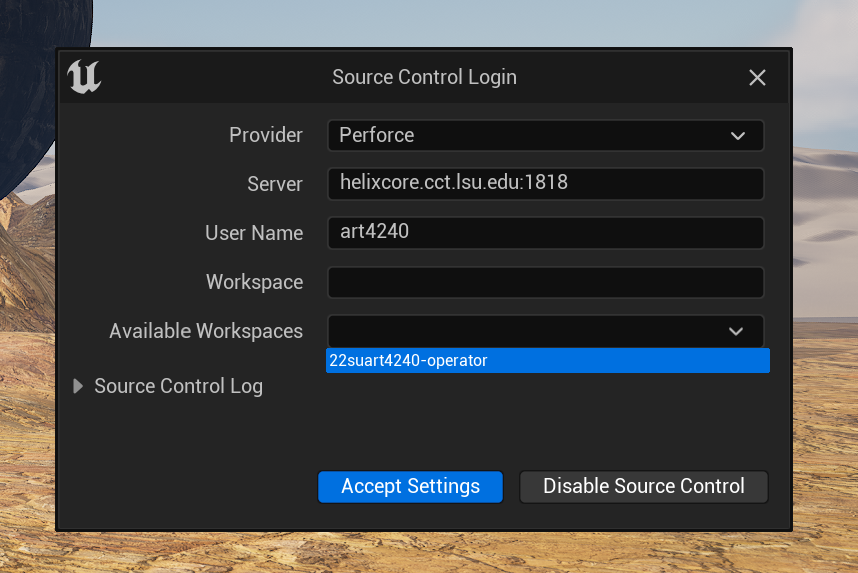 Source Control Login
Provider Perforce
Server helixcore.cct.lsu.edu:1818
User Name art4240
Workspace
Available Workspaces
22suart4240-operator
Source Control Log
Accept Settings Disable Source Control